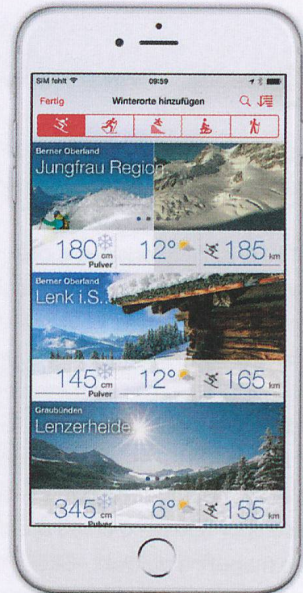 SIM fehlt 09:59
Fertig Winterorte hinzufügen
Berner Oberland
Jungfrau Region
180 cm 12° 185 km
Pulver
Berner Oberland
Lenk i.S...
145 cm 12° 165 km
Pulver
Graubünden
Lenzerheide
345 cm 6° 155 km
Pulver